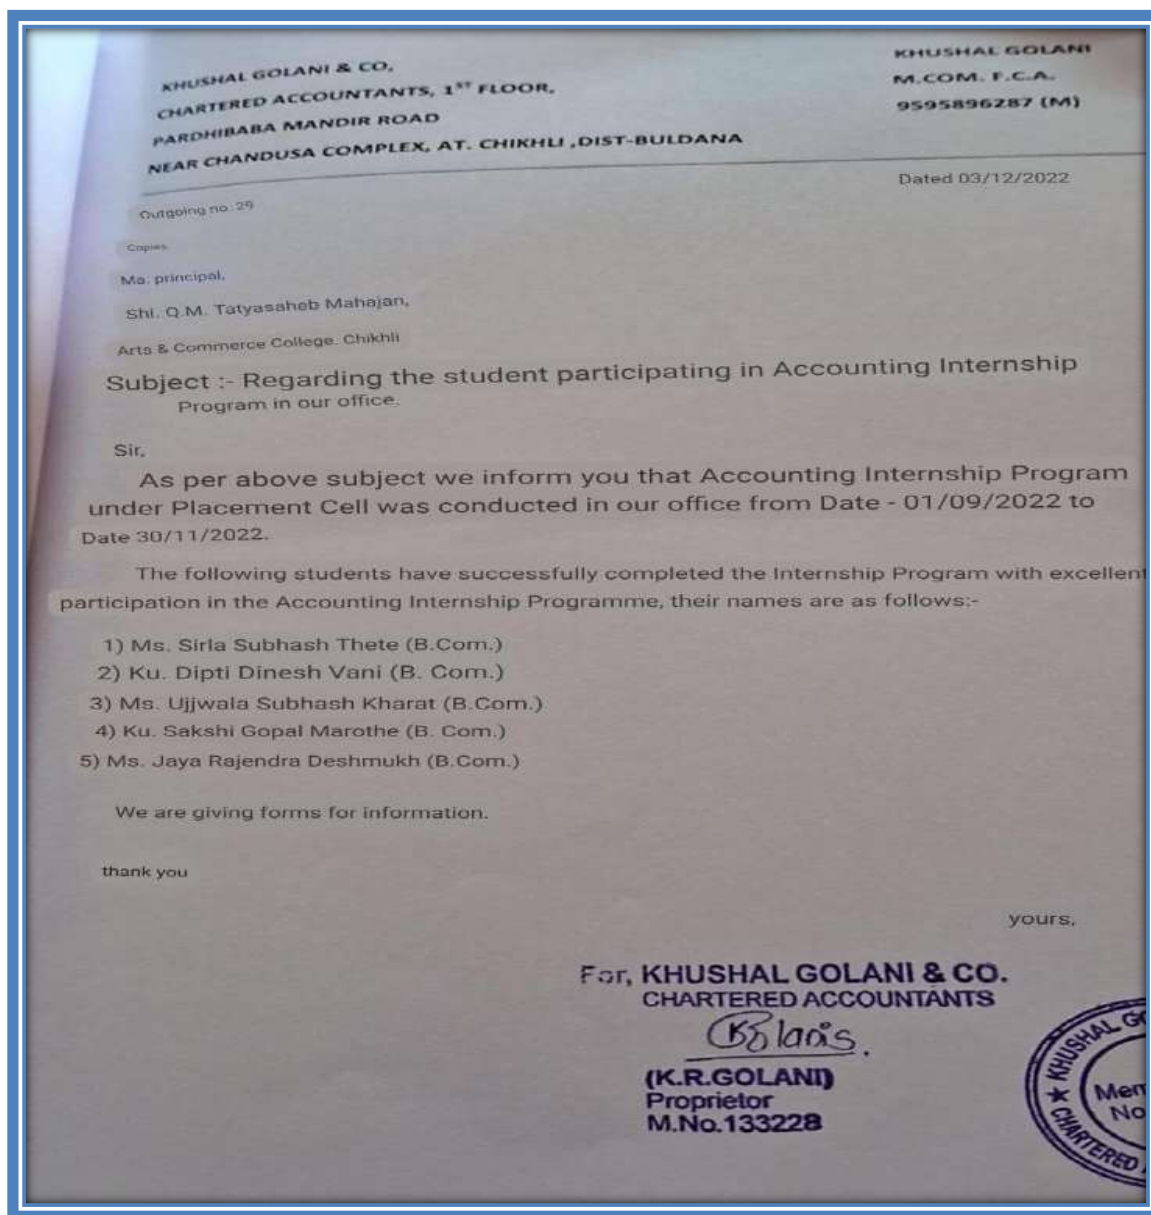 KHUSHAL GOLANI & CO,
CHARTERED ACCOUNTANTS, 1ST FLOOR,
PARDHIBABA MANDIR ROAD
NEAR CHANDUSA COMPLEX, AT. CHIKHLI ,DIST-BULDANA
KHUSHAL GOLANI
M.COM. F.C.A.
9595896287 (M)
Dated 03/12/2022
Outgoing no. 29
Copies,
Ma. principal,
Shi. Q.M. Tatyasaheb Mahajan,
Arts & Commerce College. Chikhli
Subject :- Regarding the student participating in Accounting Internship
Program in our office.
Sir,
As per above subject we inform you that Accounting Internship Program
under Placement Cell was conducted in our office from Date - 01/09/2022 to
Date 30/11/2022.
The following students have successfully completed the Internship Program with excellent
participation in the Accounting Internship Programme, their names are as follows:-
1) Ms. Sirla Subhash Thete (B.Com.)
2) Ku. Dipti Dinesh Vani (B. Com.)
3) Ms. Ujjwala Subhash Kharat (B.Com.)
4) Ku. Sakshi Gopal Marothe (B. Com.)
5) Ms. Jaya Rajendra Deshmukh (B.Com.)
We are giving forms for information.
thank you
yours,
For, KHUSHAL GOLANI & CO.
CHARTERED ACCOUNTANTS
(K.R.GOLANI)
Proprietor
M.No.133228
★ KHUSHAL GO
CHARTERED
Mem
No